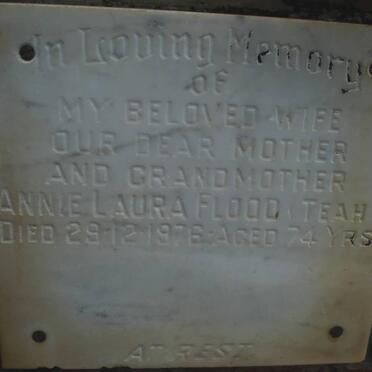 In Loving Memory
of
MY BELOVED WIFE
OUR DEAR MOTHER
AND GRANDMOTHER
ANNIE LAURA FLOOD (TEAH
DIED 29-12-1976 AGED 74 YRS
AT REST